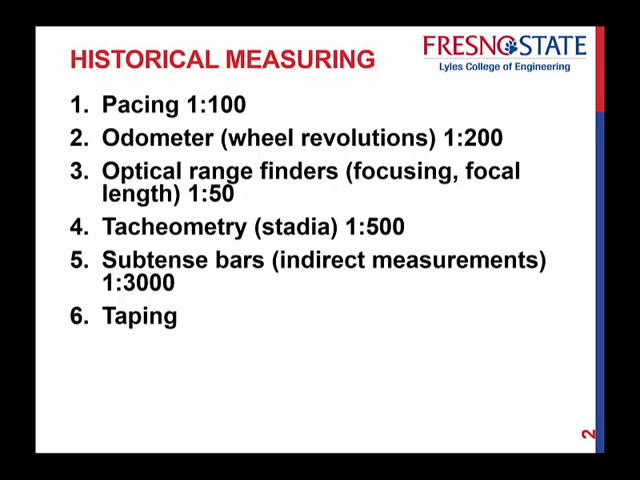 HISTORICAL MEASURING
FRESNO STATE
Lyles College of Engineering
1. Pacing 1:100
2. Odometer (wheel revolutions) 1:200
3. Optical range finders (focusing, focal
length) 1:50
4. Tacheometry (stadia) 1:500
5. Subtense bars (indirect measurements)
1:3000
6. Taping
2